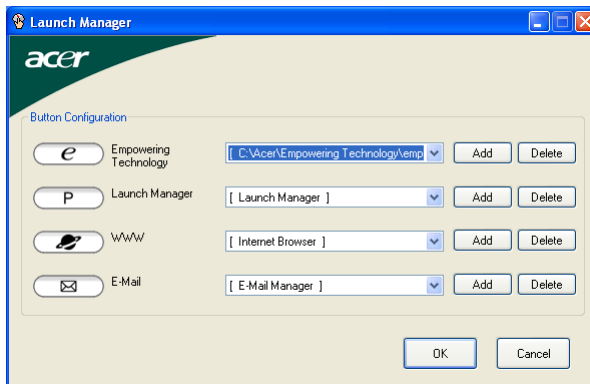 Launch Manager
acer
Button Configuration
e
Empowering
Technology
[ C:\Acer\Empowering Technology\emp
Add
Delete
P
Launch Manager
[ Launch Manager ]
Add
Delete
WWW
[ Internet Browser ]
Add
Delete
E-Mail
[ E-Mail Manager ]
Add
Delete
OK
Cancel